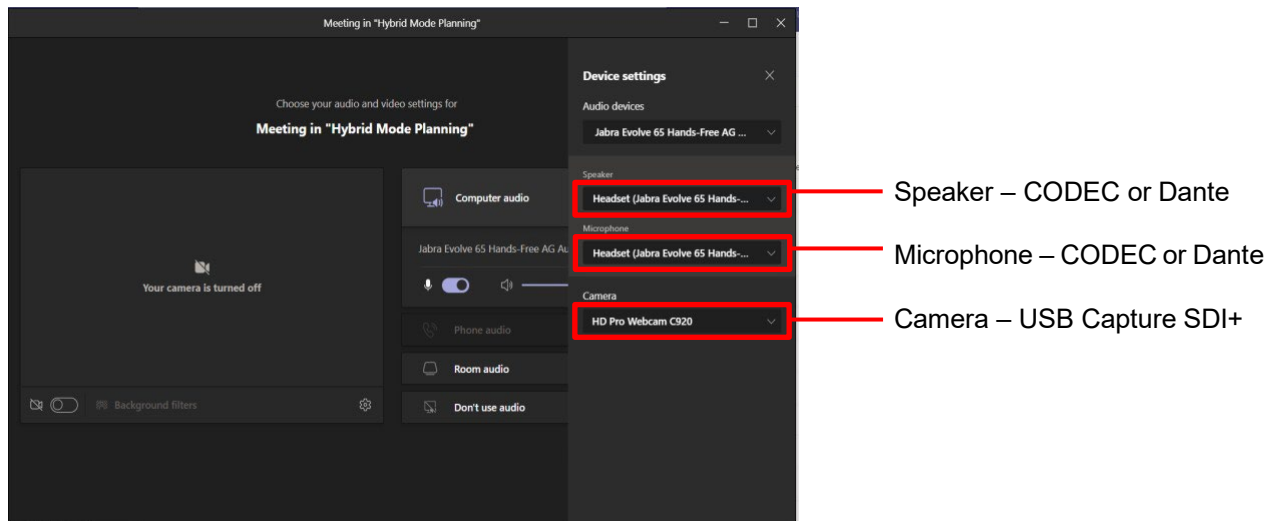 Meeting in "Hybrid Mode Planning"
Choose your audio and video settings for
Meeting in "Hybrid Mode Planning"
Your camera is turned off
Background filters
Computer audio
Jabra Evolve 65 Hands-Free AG Au
Phone audio
Room audio
Don't use audio
Device settings
Audio devices
Jabra Evolve 65 Hands-Free AG ...
Speaker
Headset (Jabra Evolve 65 Hands-...
Microphone
Headset (Jabra Evolve 65 Hands-...
Camera
HD Pro Webcam C920
Speaker – CODEC or Dante
Microphone – CODEC or Dante
Camera – USB Capture SDI+